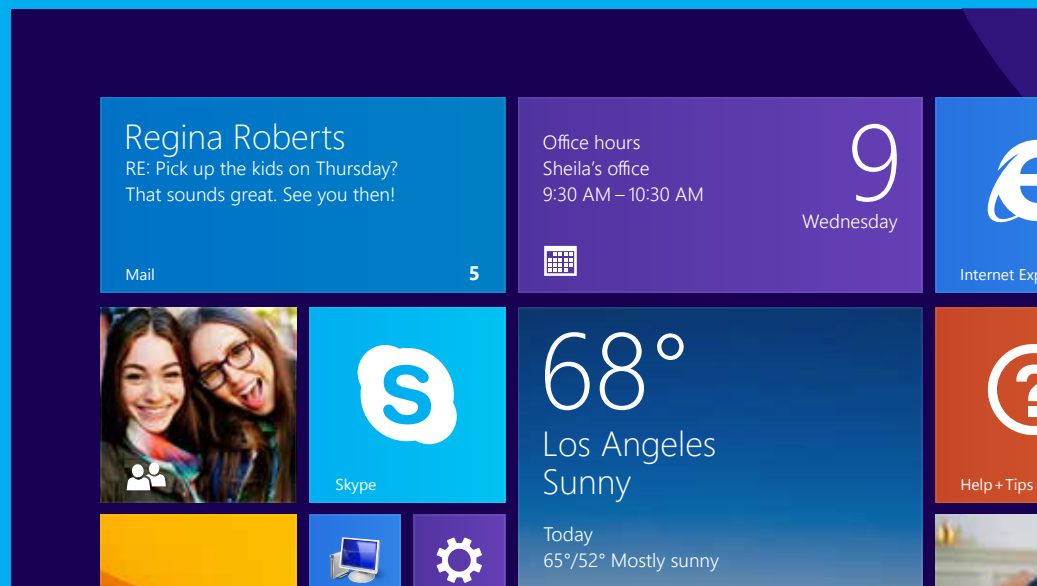 Regina Roberts
RE: Pick up the kids on Thursday?
That sounds great. See you then!
Mail
5
Office hours
Sheila's office
9:30 AM – 10:30 AM
9
Wednesday
Internet Exp
Skype
68°
Los Angeles
Sunny
Today
65°/52° Mostly sunny
Help+Tips